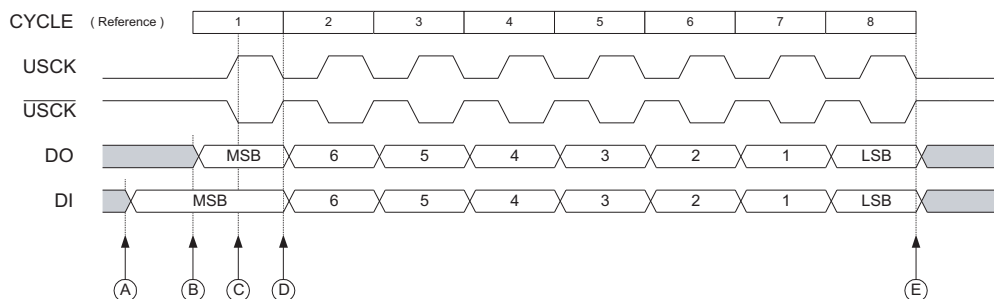 CYCLE ( Reference ) 1 2 3 4 5 6 7 8
USCK
U̅S̅C̅K̅
DO MSB 6 5 4 3 2 1 LSB
DI MSB 6 5 4 3 2 1 LSB
A B C D E